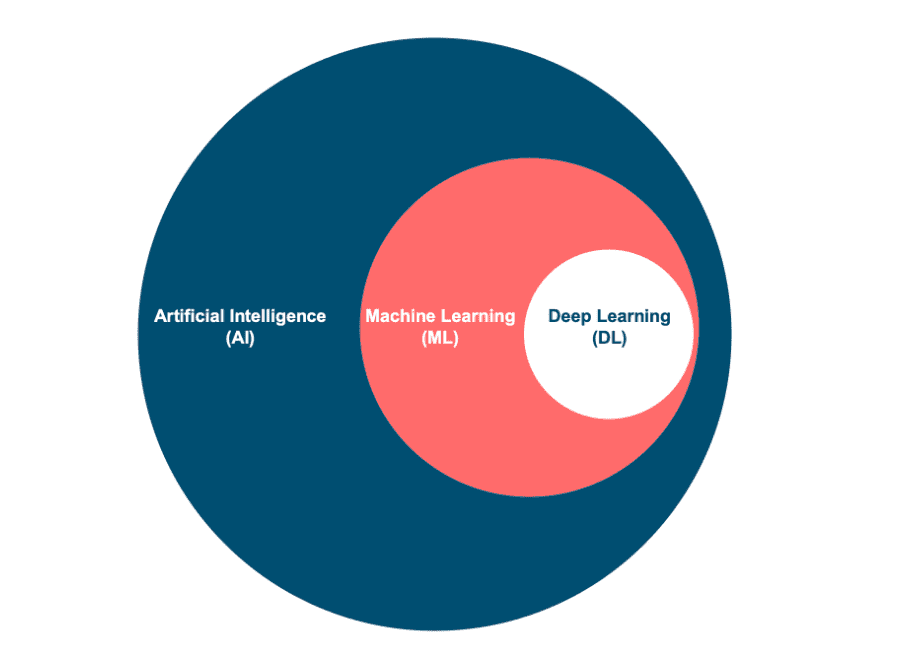 Artificial Intelligence
(AI)
Machine Learning
(ML)
Deep Learning
(DL)